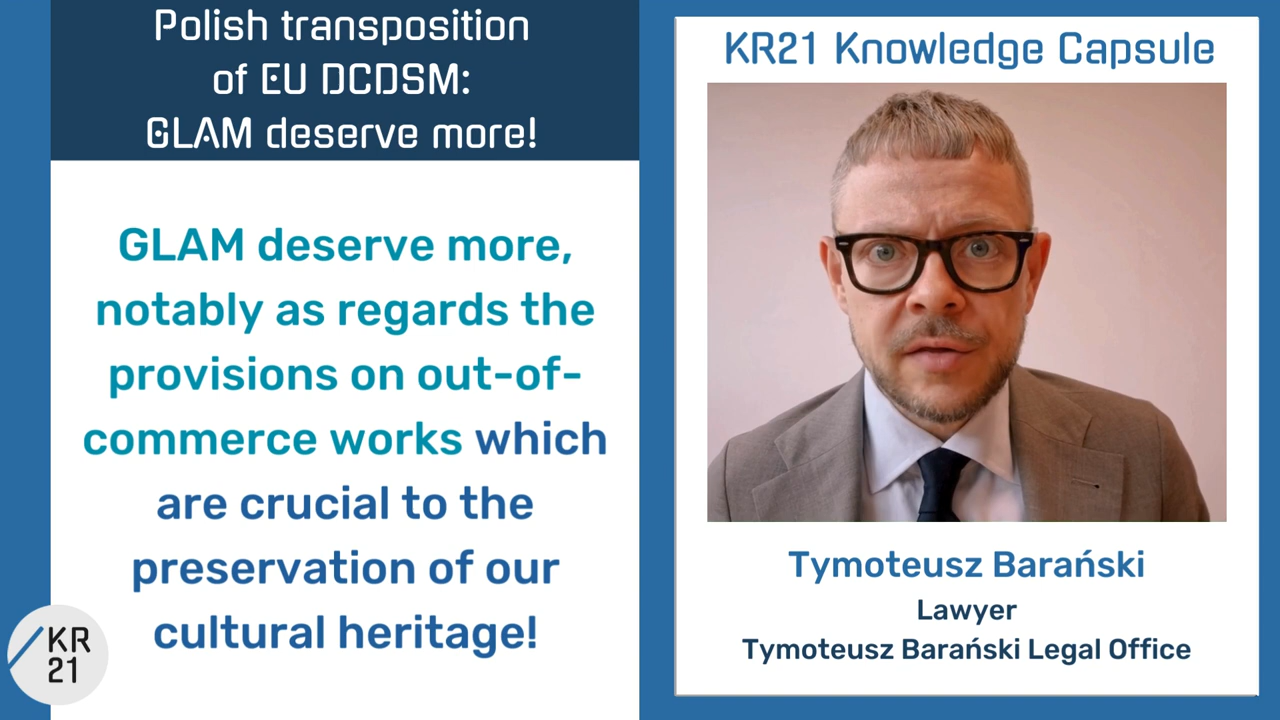 Polish transposition
of EU DCDSM:
GLAM deserve more!
GLAM deserve more,
notably as regards the
provisions on out-of-
commerce works which
are crucial to the
preservation of our
cultural heritage!
KR
21
KR21 Knowledge Capsule
Tymoteusz Barański
Lawyer
Tymoteusz Barański Legal Office